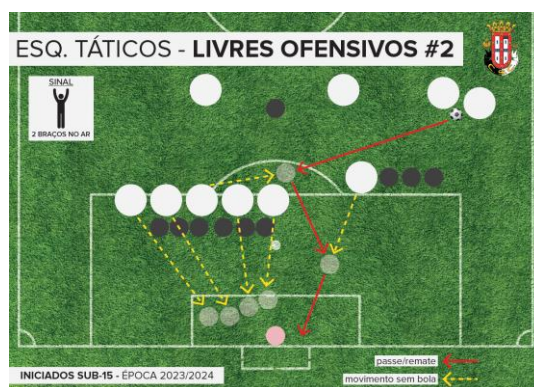 ESQ. TÁTICOS - LIVRES OFENSIVOS #2
SINAL
2 BRAÇOS NO AR
passe/remate
INICIADOS SUB-15 - ÉPOCA 2023/2024
movimento sem bola